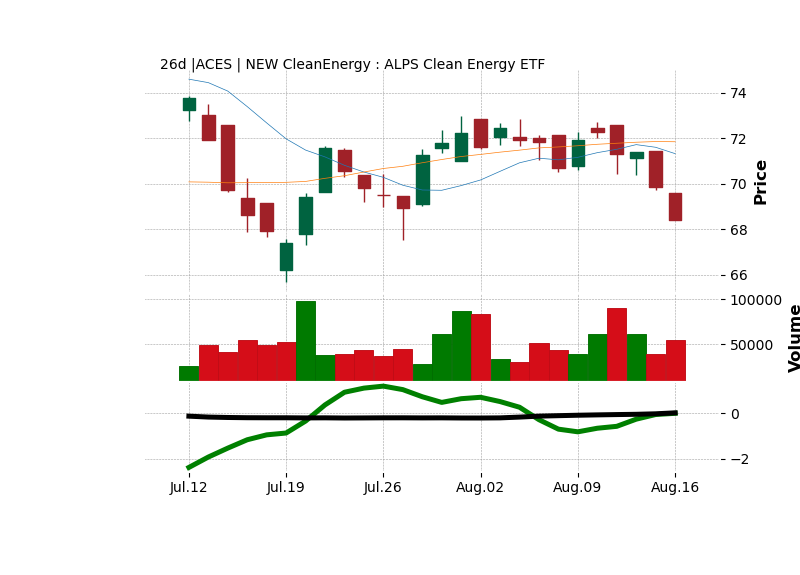 26d |ACES | NEW CleanEnergy : ALPS Clean Energy ETF
74
72
70
68
66
Price
100000
50000
Volume
0
−2
Jul.12 Jul.19 Jul.26 Aug.02 Aug.09 Aug.16